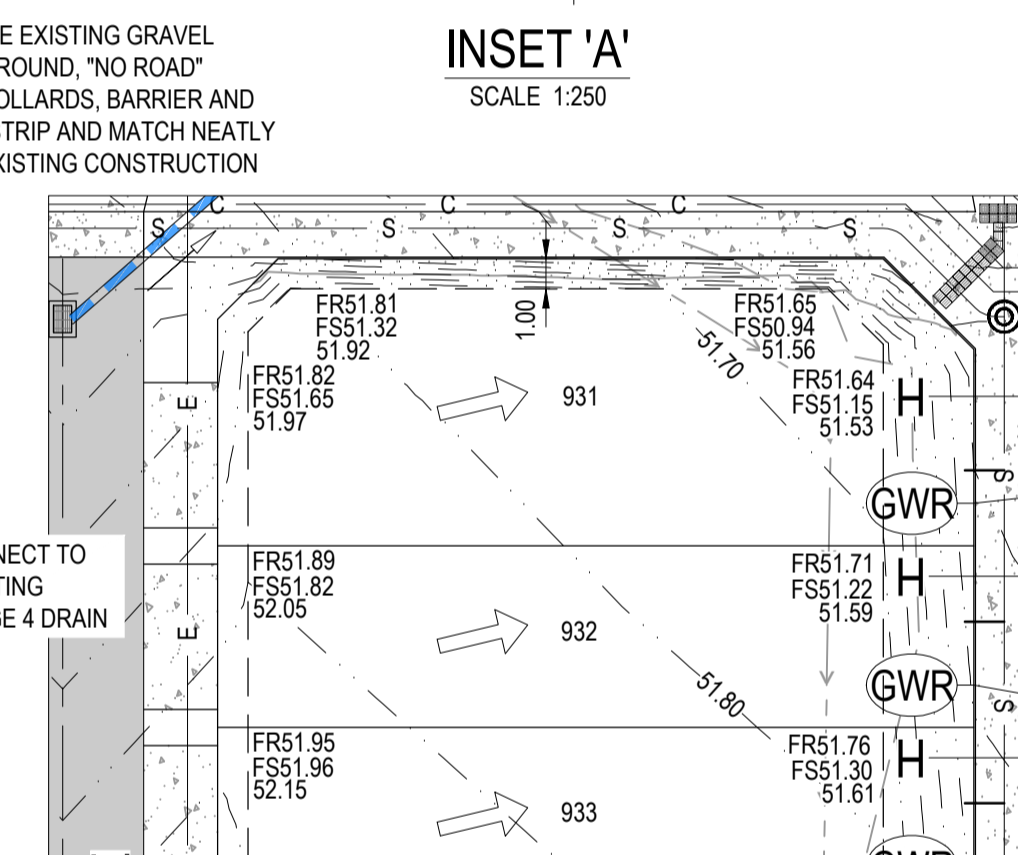 E EXISTING GRAVEL
ROUND, "NO ROAD"
OLLARDS, BARRIER AND
STRIP AND MATCH NEATLY
XISTING CONSTRUCTION
INSET 'A'
SCALE 1:250
C C C
S S S S
1.00
FR51.81
FS51.32
51.92
FR51.65
FS50.94
51.56
51.70
FR51.82
FS51.65
51.97
FR51.64
FS51.15
51.53
H
E
931
GWR
S
NECT TO
TING
GE 4 DRAIN
FR51.89
FS51.82
52.05
FR51.71
FS51.22
51.59
H
E
932
GWR
51.80
S
FR51.95
FS51.96
52.15
FR51.76
FS51.30
51.61
H
933
GWR